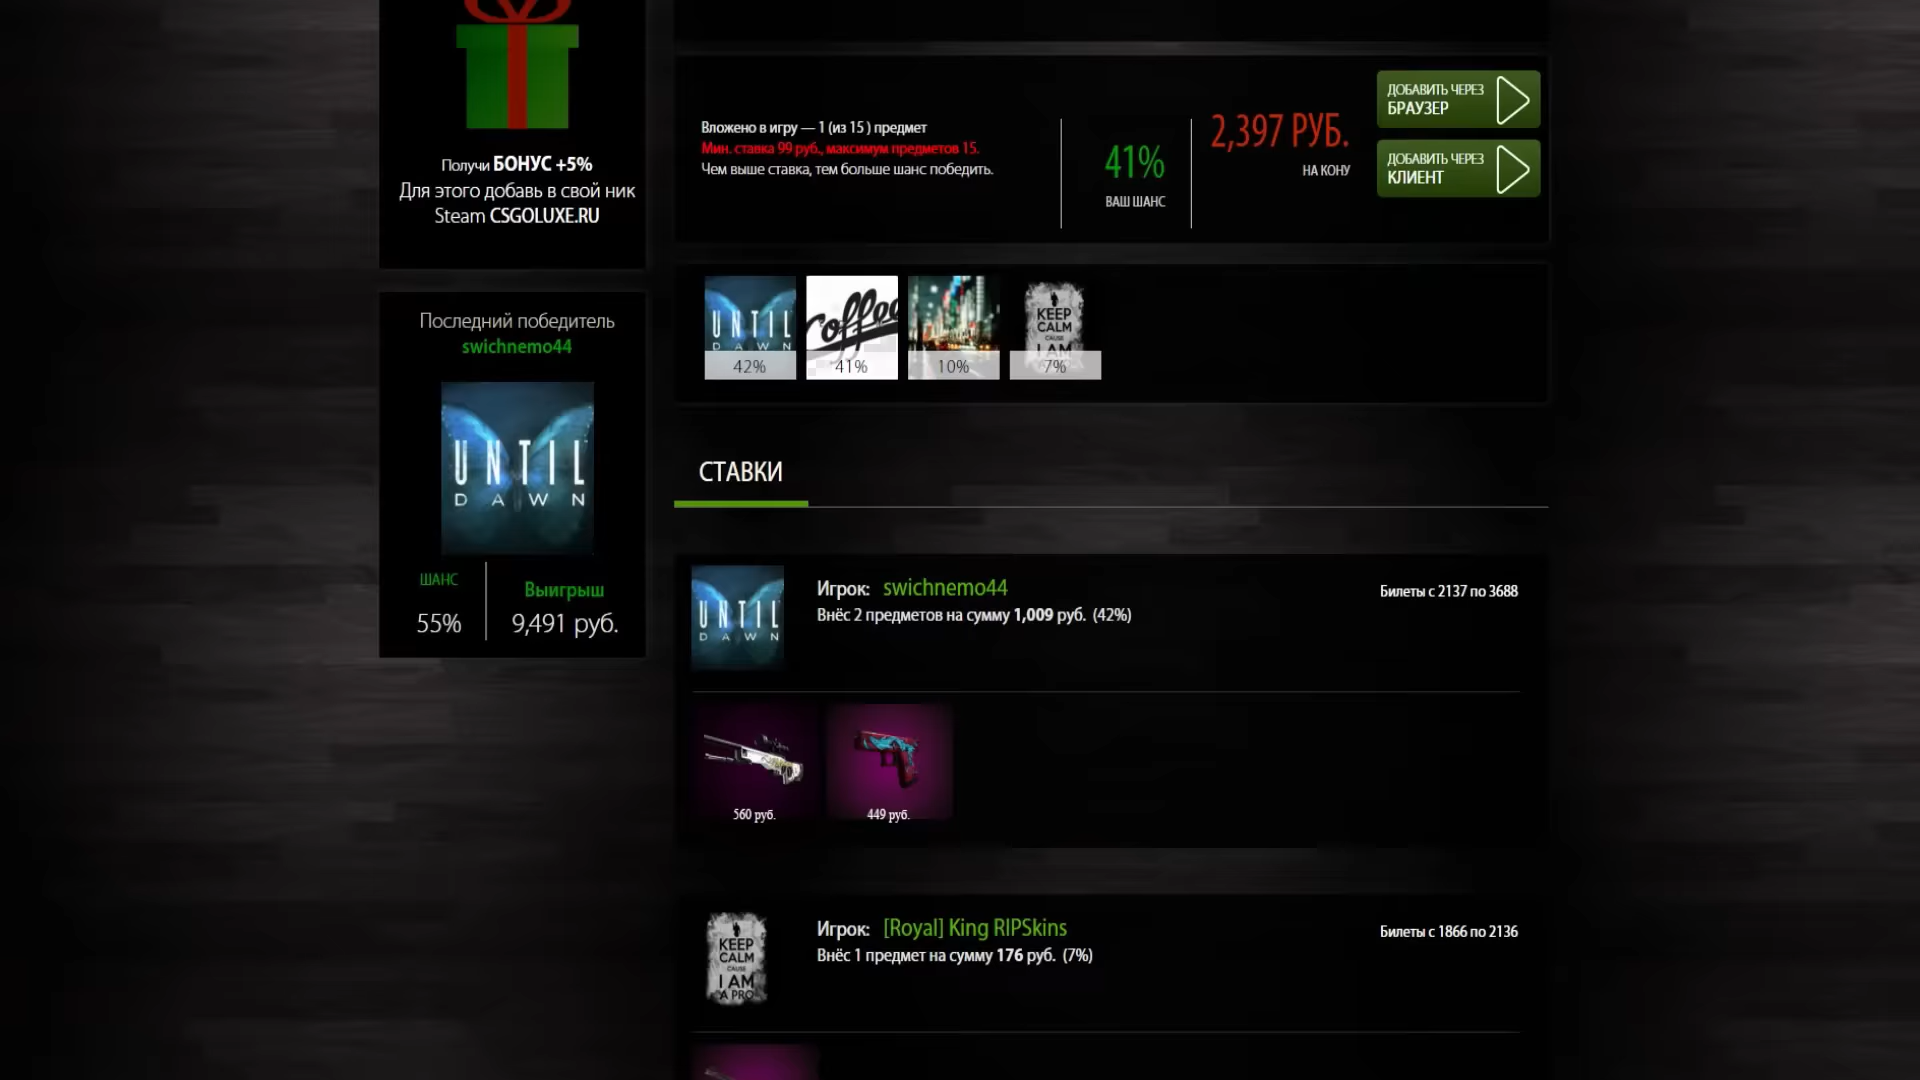 Получи БОНУС +5%
Для этого добавь в свой ник
Steam CSGOLUXE.RU
Последний победитель
swichnemo44
UNTIL
DAWN
ШАНС
55%
Выигрыш
9,491 руб.
Вложено в игру — 1 (из 15 ) предмет
Мин. ставка 99 руб., максимум предметов 15.
Чем выше ставка, тем больше шанс победить.
41%
ВАШ ШАНС
2,397 РУБ.
НА КОНУ
ДОБАВИТЬ ЧЕРЕЗ
БРАУЗЕР
ДОБАВИТЬ ЧЕРЕЗ
КЛИЕНТ
UNTIL
DAWN
42%
Coffee
41%
10%
KEEP
CALM
CAUSE
I AM
7%
СТАВКИ
UNTIL
DAWN
Игрок: swichnemo44
Внёс 2 предметов на сумму 1,009 руб. (42%)
Билеты с 2137 по 3688
560 руб.
449 руб.
KEEP
CALM
CAUSE
I AM
A PRO
Игрок: [Royal] King RIPSkins
Внёс 1 предмет на сумму 176 руб. (7%)
Билеты с 1866 по 2136